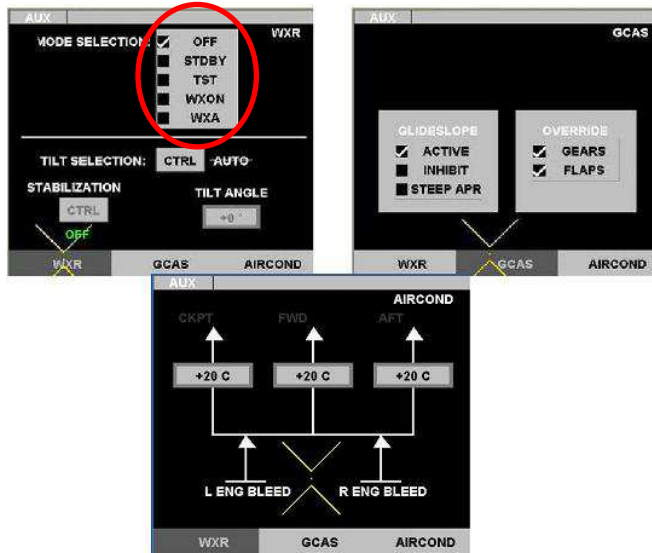 AUX
WXR
MODE SELECTION:
OFF
STDBY
TST
WXON
WXA
TILT SELECTION: CTRL AUTO
STABILIZATION
CTRL
OFF
TILT ANGLE
+0 °
WXR GCAS AIRCOND
AUX
GCAS
GLIDESLOPE
ACTIVE
INHIBIT
STEEP APR
OVERRIDE
GEARS
FLAPS
WXR GCAS AIRCOND
AUX
AIRCOND
CKPT FWD AFT
+20 C +20 C +20 C
L ENG BLEED R ENG BLEED
WXR GCAS AIRCOND